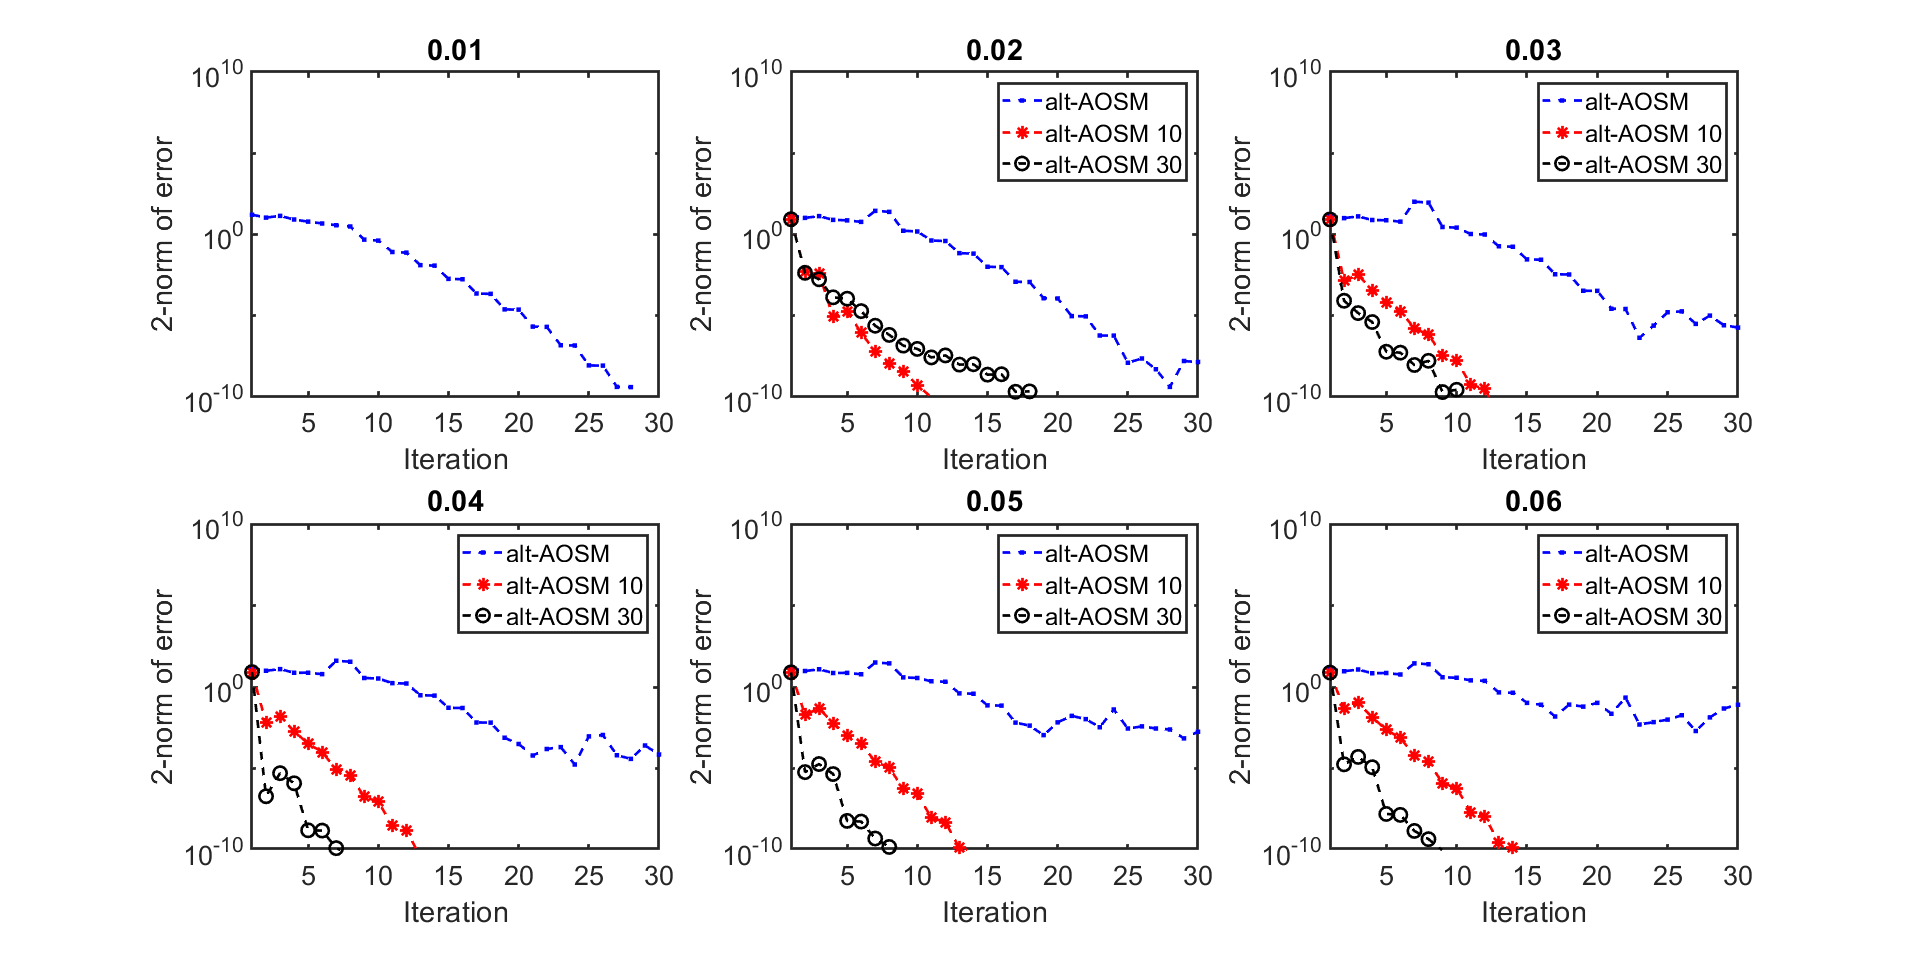 0.01
10^10
10^0
10^-10
2-norm of error
5 10 15 20 25 30
Iteration
0.02
10^10
10^0
10^-10
2-norm of error
alt-AOSM
alt-AOSM 10
alt-AOSM 30
5 10 15 20 25 30
Iteration
0.03
10^10
10^0
10^-10
2-norm of error
alt-AOSM
alt-AOSM 10
alt-AOSM 30
5 10 15 20 25 30
Iteration
0.04
10^10
10^0
10^-10
2-norm of error
alt-AOSM
alt-AOSM 10
alt-AOSM 30
5 10 15 20 25 30
Iteration
0.05
10^10
10^0
10^-10
2-norm of error
alt-AOSM
alt-AOSM 10
alt-AOSM 30
5 10 15 20 25 30
Iteration
0.06
10^10
10^0
10^-10
2-norm of error
alt-AOSM
alt-AOSM 10
alt-AOSM 30
5 10 15 20 25 30
Iteration